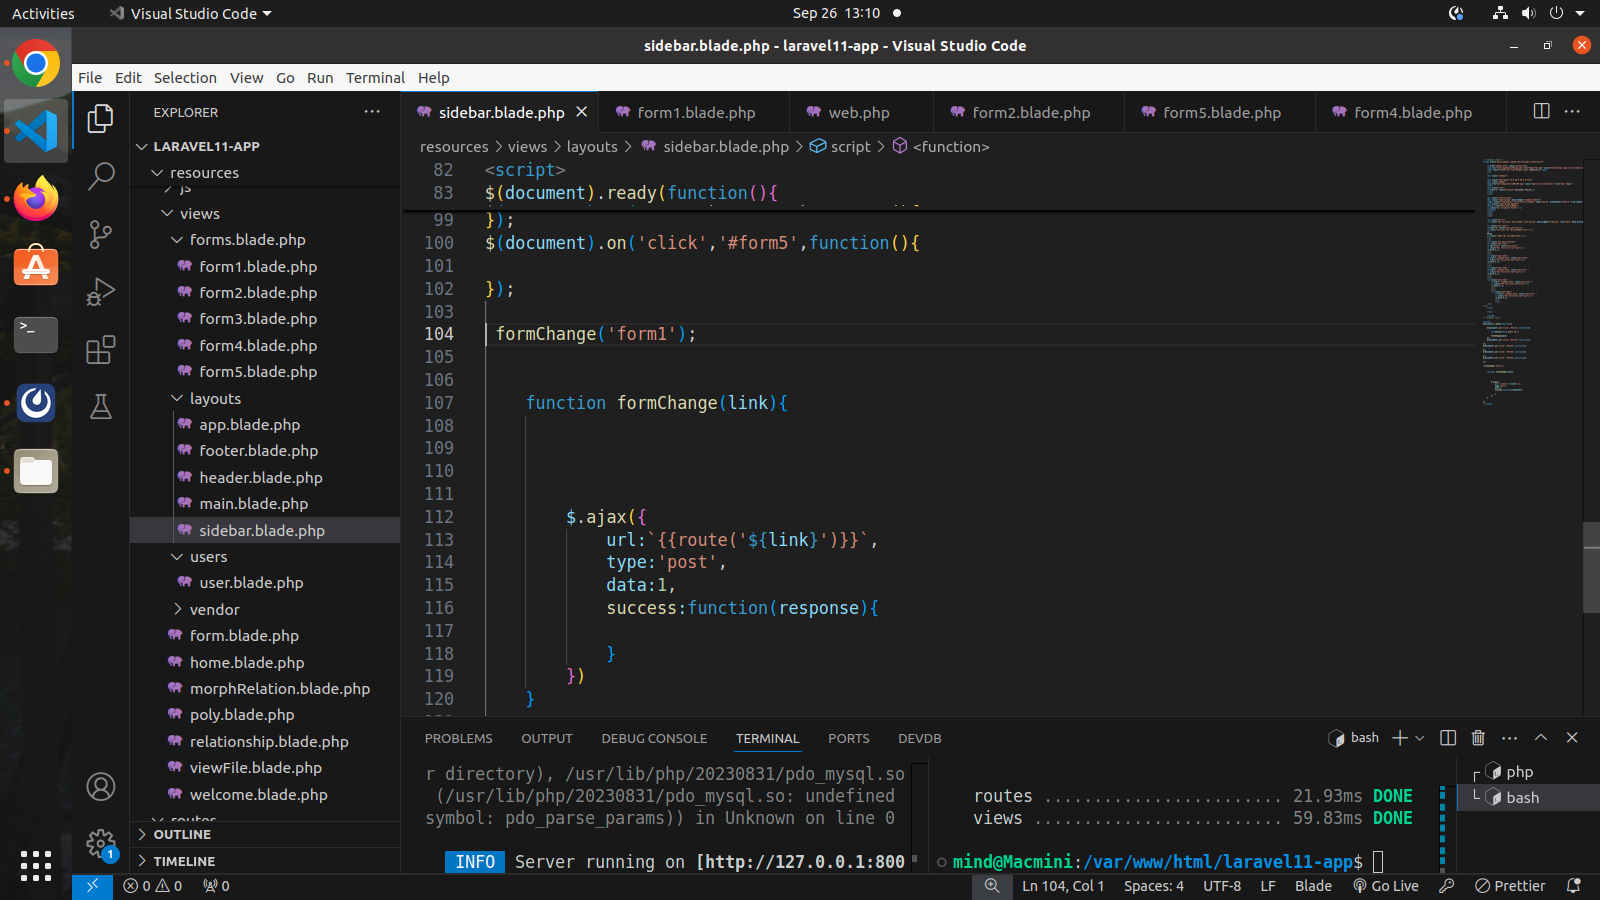 Activities
Visual Studio Code
Sep 26 13:10
sidebar.blade.php - laravel11-app - Visual Studio Code
File Edit Selection View Go Run Terminal Help
EXPLORER
LARAVEL11-APP
resources
js
views
forms.blade.php
form1.blade.php
form2.blade.php
form3.blade.php
form4.blade.php
form5.blade.php
layouts
app.blade.php
footer.blade.php
header.blade.php
main.blade.php
sidebar.blade.php
users
user.blade.php
vendor
form.blade.php
home.blade.php
morphRelation.blade.php
poly.blade.php
relationship.blade.php
viewFile.blade.php
welcome.blade.php
routes
OUTLINE
TIMELINE
1
sidebar.blade.php form1.blade.php web.php form2.blade.php form5.blade.php form4.blade.php
resources > views > layouts > sidebar.blade.php > script > <function>
82 <script>
83 $(document).ready(function(){
99 });
100 $(document).on('click','#form5',function(){
101
102 });
103
104 formChange('form1');
105
106
107 function formChange(link){
108
109
110
111
112 $.ajax({
113 url:`{{route('${link}')}}`,
114 type:'post',
115 data:1,
116 success:function(response){
117
118 }
119 })
120 }
PROBLEMS OUTPUT DEBUG CONSOLE TERMINAL PORTS DEVDB
bash
r directory), /usr/lib/php/20230831/pdo_mysql.so
(/usr/lib/php/20230831/pdo_mysql.so: undefined
symbol: pdo_parse_params)) in Unknown on line 0
INFO Server running on [http://127.0.0.1:800
routes ........................ 21.93ms DONE
views ......................... 59.83ms DONE
mind@Macmini:/var/www/html/laravel11-app$
php
bash
0 0 0
Ln 104, Col 1 Spaces: 4 UTF-8 LF Blade Go Live Prettier